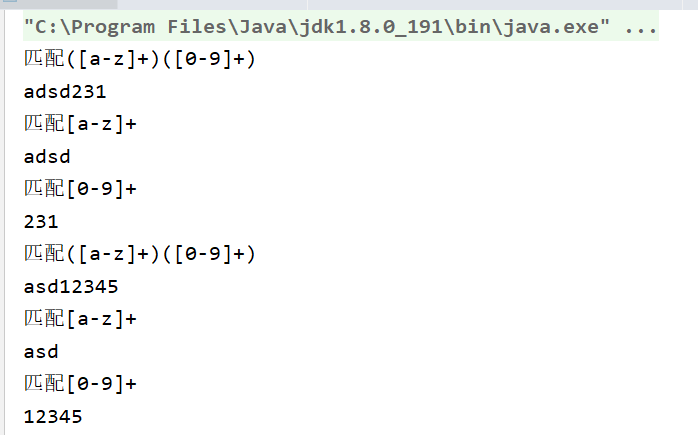 "C:\Program Files\Java\jdk1.8.0_191\bin\java.exe" ...
匹配([a-z]+)([0-9]+)
adsd231
匹配[a-z]+
adsd
匹配[0-9]+
231
匹配([a-z]+)([0-9]+)
asd12345
匹配[a-z]+
asd
匹配[0-9]+
12345